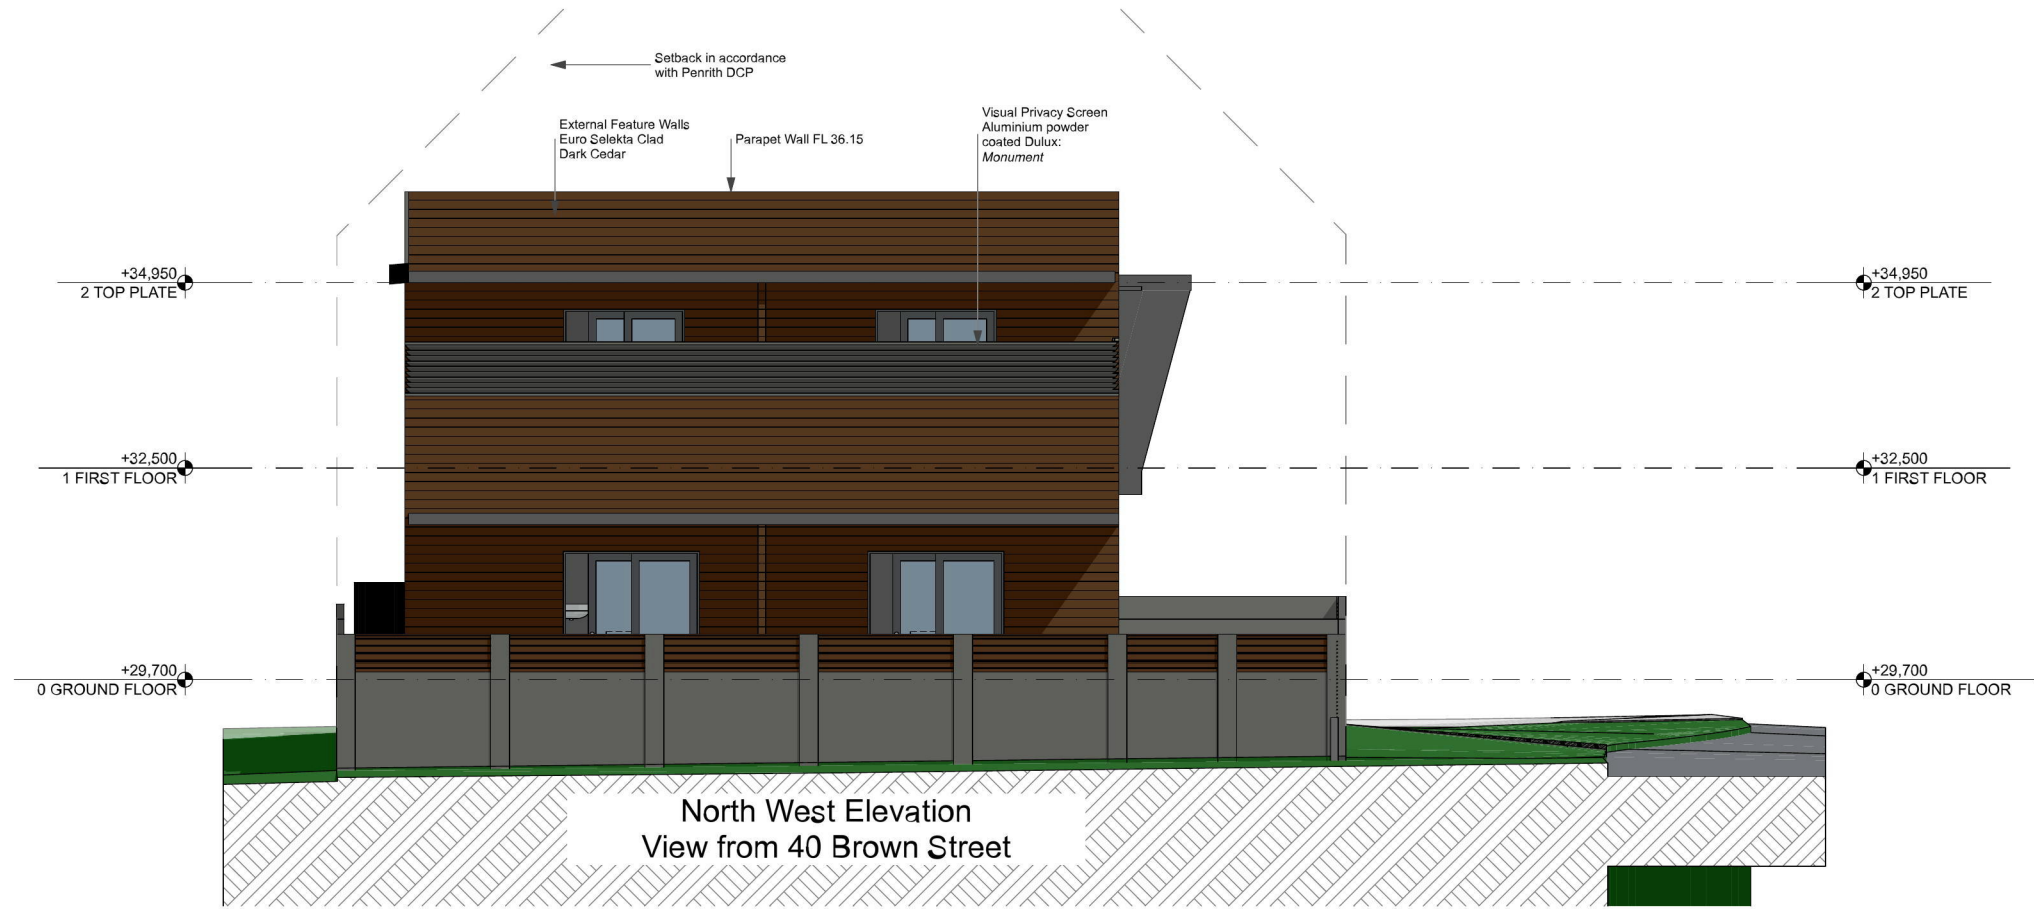 Setback in accordance
with Penrith DCP
External Feature Walls
Euro Selekta Clad
Dark Cedar
Parapet Wall FL 36.15
Visual Privacy Screen
Aluminium powder
coated Dulux:
Monument
+34,950
2 TOP PLATE
+34,950
2 TOP PLATE
+32,500
1 FIRST FLOOR
+32,500
1 FIRST FLOOR
+29,700
0 GROUND FLOOR
+29,700
0 GROUND FLOOR
North West Elevation
View from 40 Brown Street